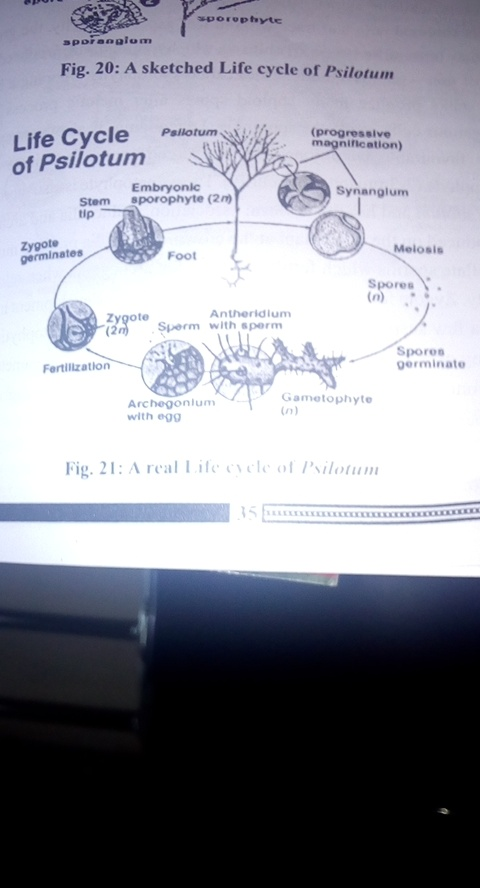 sporophyte
sporangium
Fig. 20: A sketched Life cycle of Psilotum
Life Cycle
of Psilotum
Psilotum
(progressive
magnification)
Embryonic
sporophyte (2n)
Stem
tip
Synangium
Zygote
germinates
Foot
Meiosis
Spores
(n)
Zygote
(2n)
Sperm
Antheridium
with sperm
Fertilization
Spores
germinate
Archegonium
with egg
Gametophyte
(n)
Fig. 21: A real Life cycle of Psilotum
35